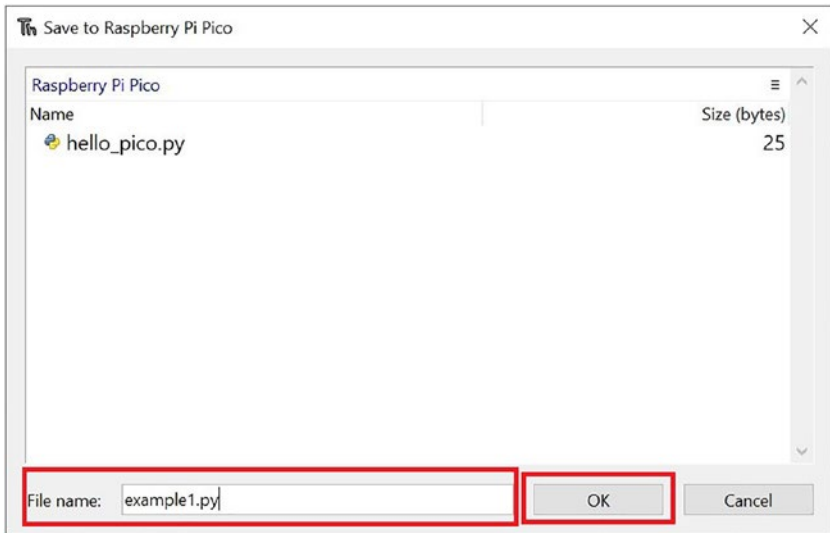 Save to Raspberry Pi Pico
Raspberry Pi Pico
Name Size (bytes)
hello_pico.py 25
File name: example1.py OK Cancel